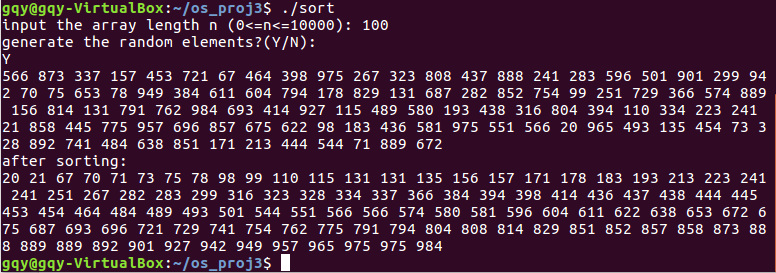 gqy@gqy-VirtualBox:~/os_proj3$ ./sort
input the array length n (0<=n<=10000): 100
generate the random elements?(Y/N):
Y
566 873 337 157 453 721 67 464 398 975 267 323 808 437 888 241 283 596 501 901 299 94
2 70 75 653 78 949 384 611 604 794 178 829 131 687 282 852 754 99 251 729 366 574 889
 156 814 131 791 762 984 693 414 927 115 489 580 193 438 316 804 394 110 334 223 241
21 858 445 775 957 696 857 675 622 98 183 436 581 975 551 566 20 965 493 135 454 73 3
28 892 741 484 638 851 171 213 444 544 71 889 672
after sorting:
20 21 67 70 71 73 75 78 98 99 110 115 131 131 135 156 157 171 178 183 193 213 223 241
 241 251 267 282 283 299 316 323 328 334 337 366 384 394 398 414 436 437 438 444 445
453 454 464 484 489 493 501 544 551 566 566 574 580 581 596 604 611 622 638 653 672 6
75 687 693 696 721 729 741 754 762 775 791 794 804 808 814 829 851 852 857 858 873 88
8 889 889 892 901 927 942 949 957 965 975 975 984
gqy@gqy-VirtualBox:~/os_proj3$